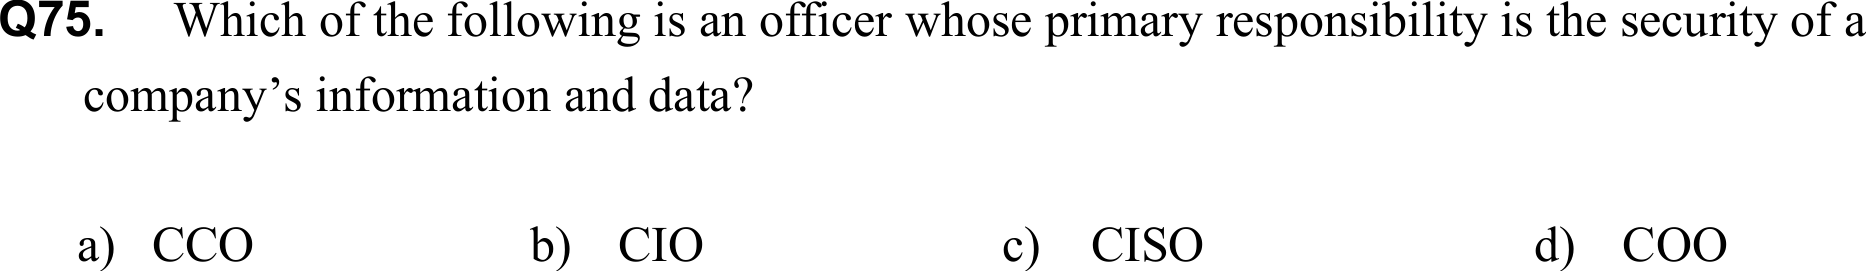 Q75. Which of the following is an officer whose primary responsibility is the security of a
company’s information and data?
a) CCO b) CIO c) CISO d) COO